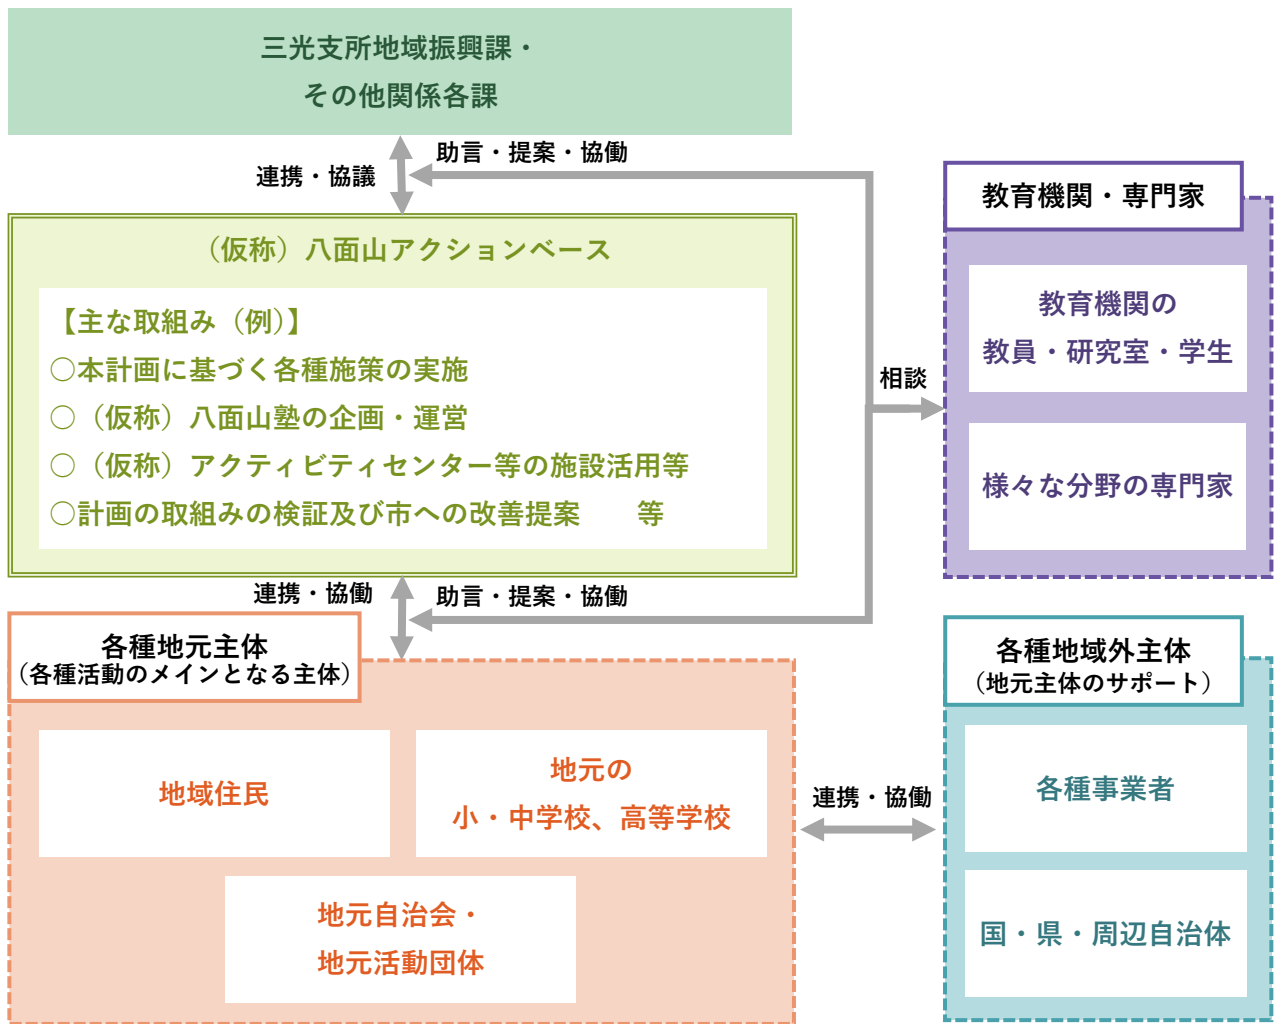 三光支所地域振興課・
その他関係各課
連携・協議
助言・提案・協働
（仮称）八面山アクションベース
【主な取組み（例）】
○本計画に基づく各種施策の実施
○（仮称）八面山塾の企画・運営
○（仮称）アクティビティセンター等の施設活用等
○計画の取組みの検証及び市への改善提案　　等
相談
教育機関・専門家
教育機関の
教員・研究室・学生
様々な分野の専門家
連携・協働
助言・提案・協働
各種地元主体
（各種活動のメインとなる主体）
地域住民
地元の
小・中学校、高等学校
地元自治会・
地元活動団体
連携・協働
各種地域外主体
（地元主体のサポート）
各種事業者
国・県・周辺自治体